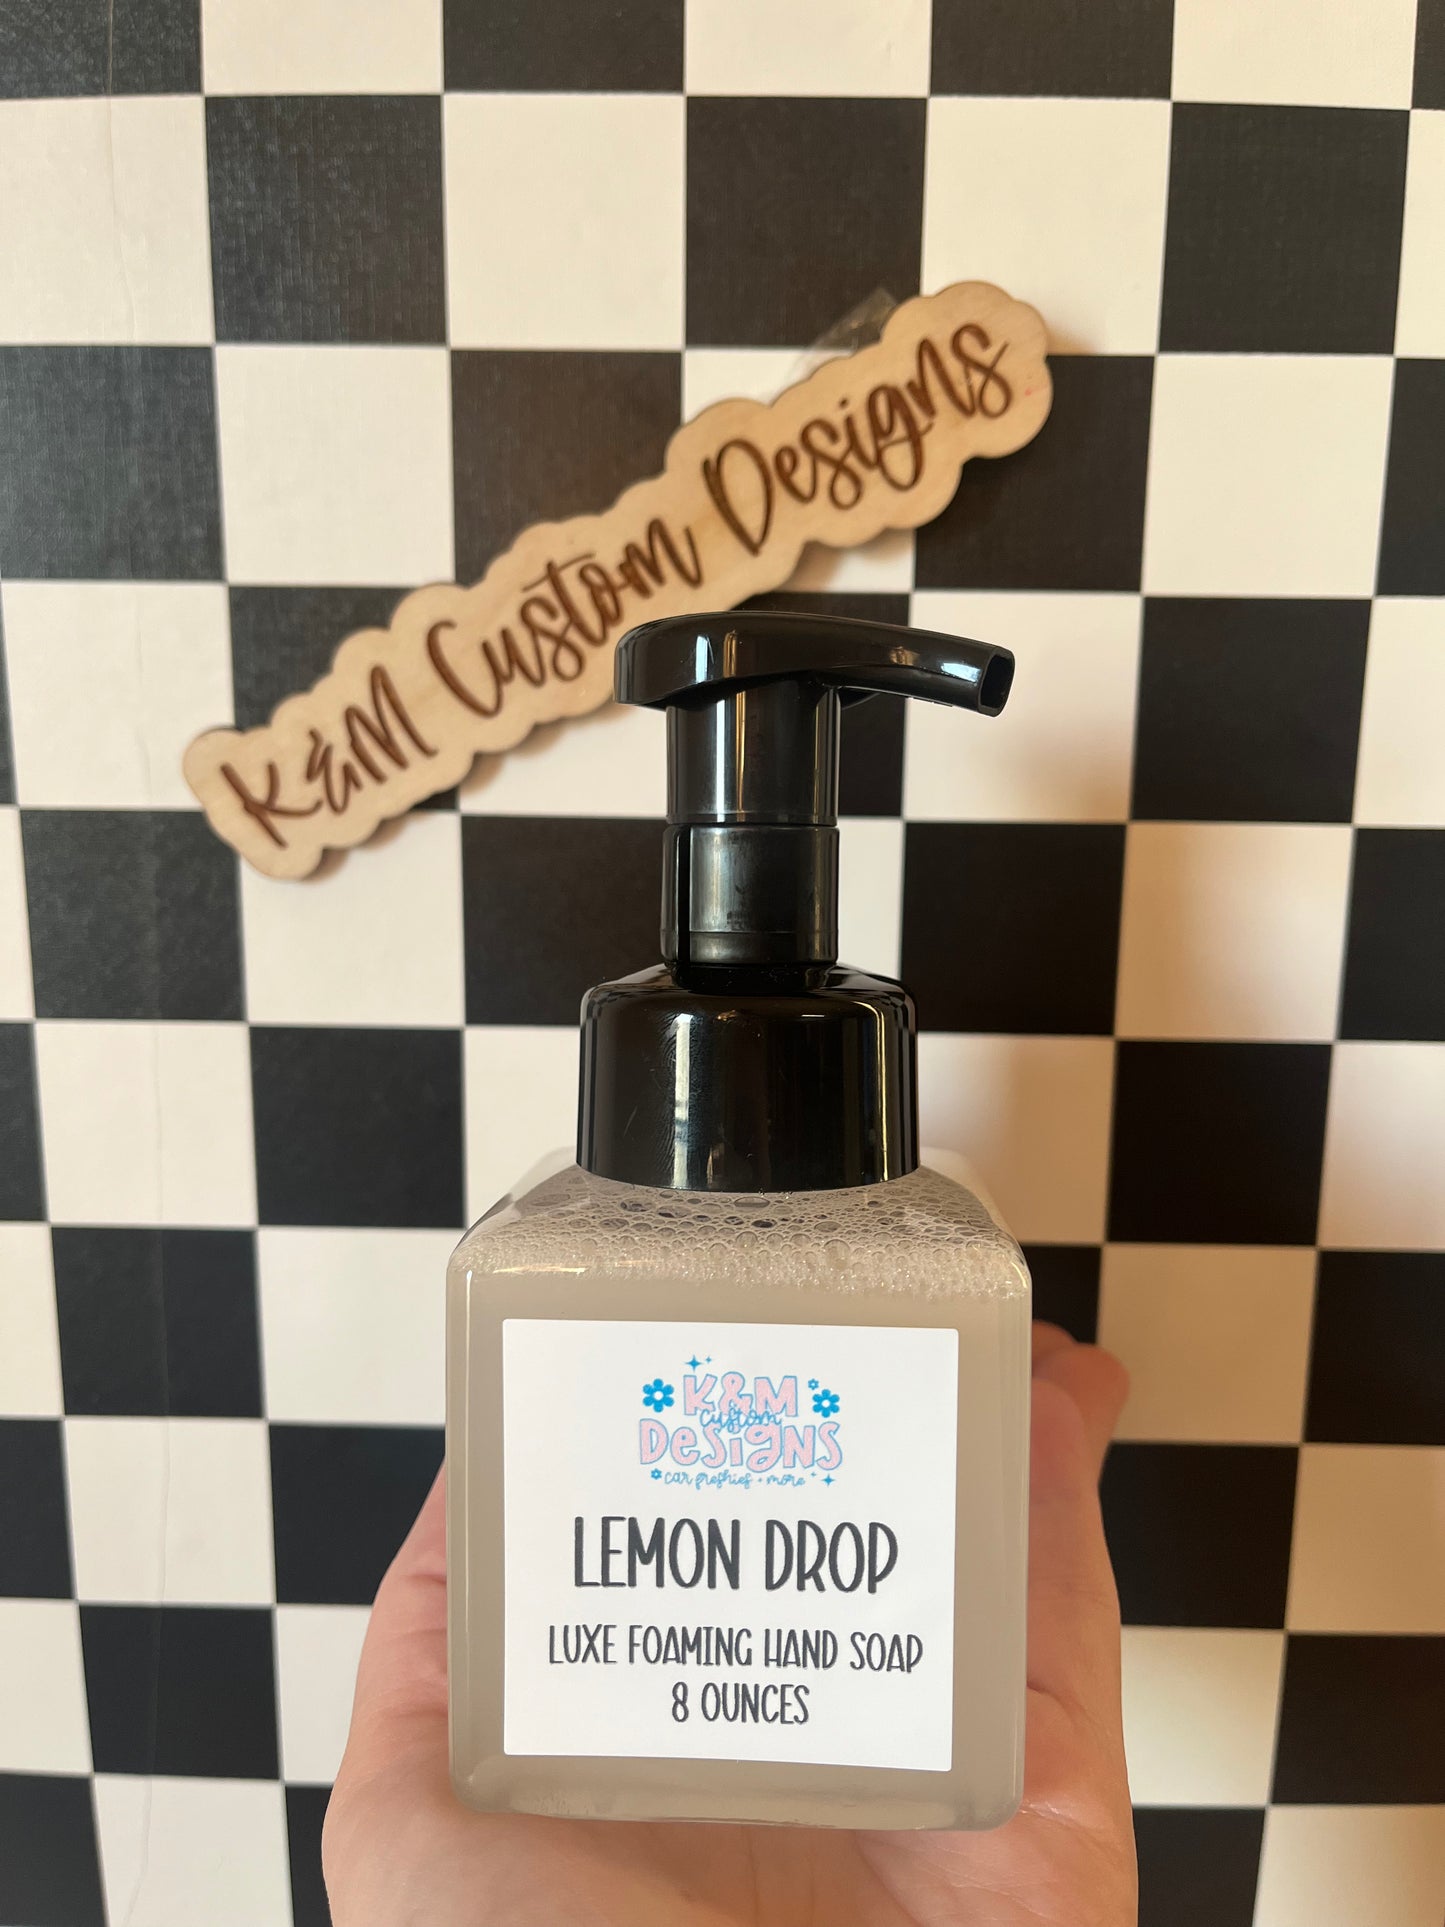 K&M Custom Designs
K&M
custom
DESIGNS
car freshies + more
LEMON DROP
LUXE FOAMING HAND SOAP
8 OUNCES